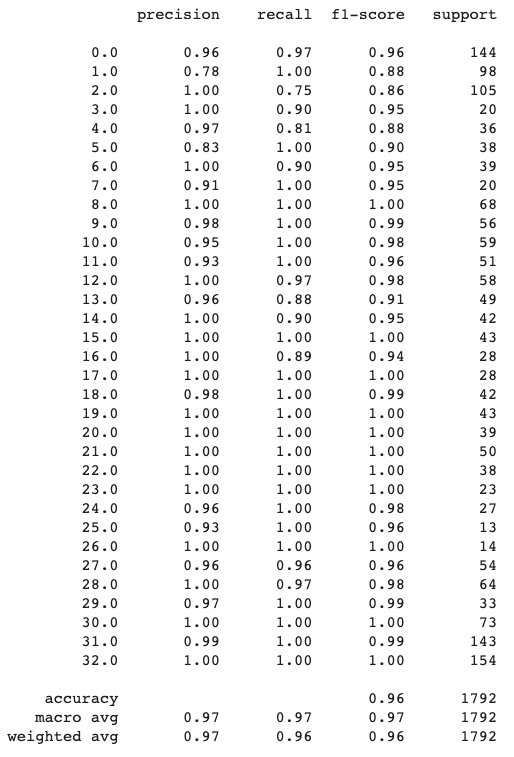 precision recall f1-score support
0.0 0.96 0.97 0.96 144
1.0 0.78 1.00 0.88 98
2.0 1.00 0.75 0.86 105
3.0 1.00 0.90 0.95 20
4.0 0.97 0.81 0.88 36
5.0 0.83 1.00 0.90 38
6.0 1.00 0.90 0.95 39
7.0 0.91 1.00 0.95 20
8.0 1.00 1.00 1.00 68
9.0 0.98 1.00 0.99 56
10.0 0.95 1.00 0.98 59
11.0 0.93 1.00 0.96 51
12.0 1.00 0.97 0.98 58
13.0 0.96 0.88 0.91 49
14.0 1.00 0.90 0.95 42
15.0 1.00 1.00 1.00 43
16.0 1.00 0.89 0.94 28
17.0 1.00 1.00 1.00 28
18.0 0.98 1.00 0.99 42
19.0 1.00 1.00 1.00 43
20.0 1.00 1.00 1.00 39
21.0 1.00 1.00 1.00 50
22.0 1.00 1.00 1.00 38
23.0 1.00 1.00 1.00 23
24.0 0.96 1.00 0.98 27
25.0 0.93 1.00 0.96 13
26.0 1.00 1.00 1.00 14
27.0 0.96 0.96 0.96 54
28.0 1.00 0.97 0.98 64
29.0 0.97 1.00 0.99 33
30.0 1.00 1.00 1.00 73
31.0 0.99 1.00 0.99 143
32.0 1.00 1.00 1.00 154
accuracy 0.96 1792
macro avg 0.97 0.97 0.97 1792
weighted avg 0.97 0.96 0.96 1792